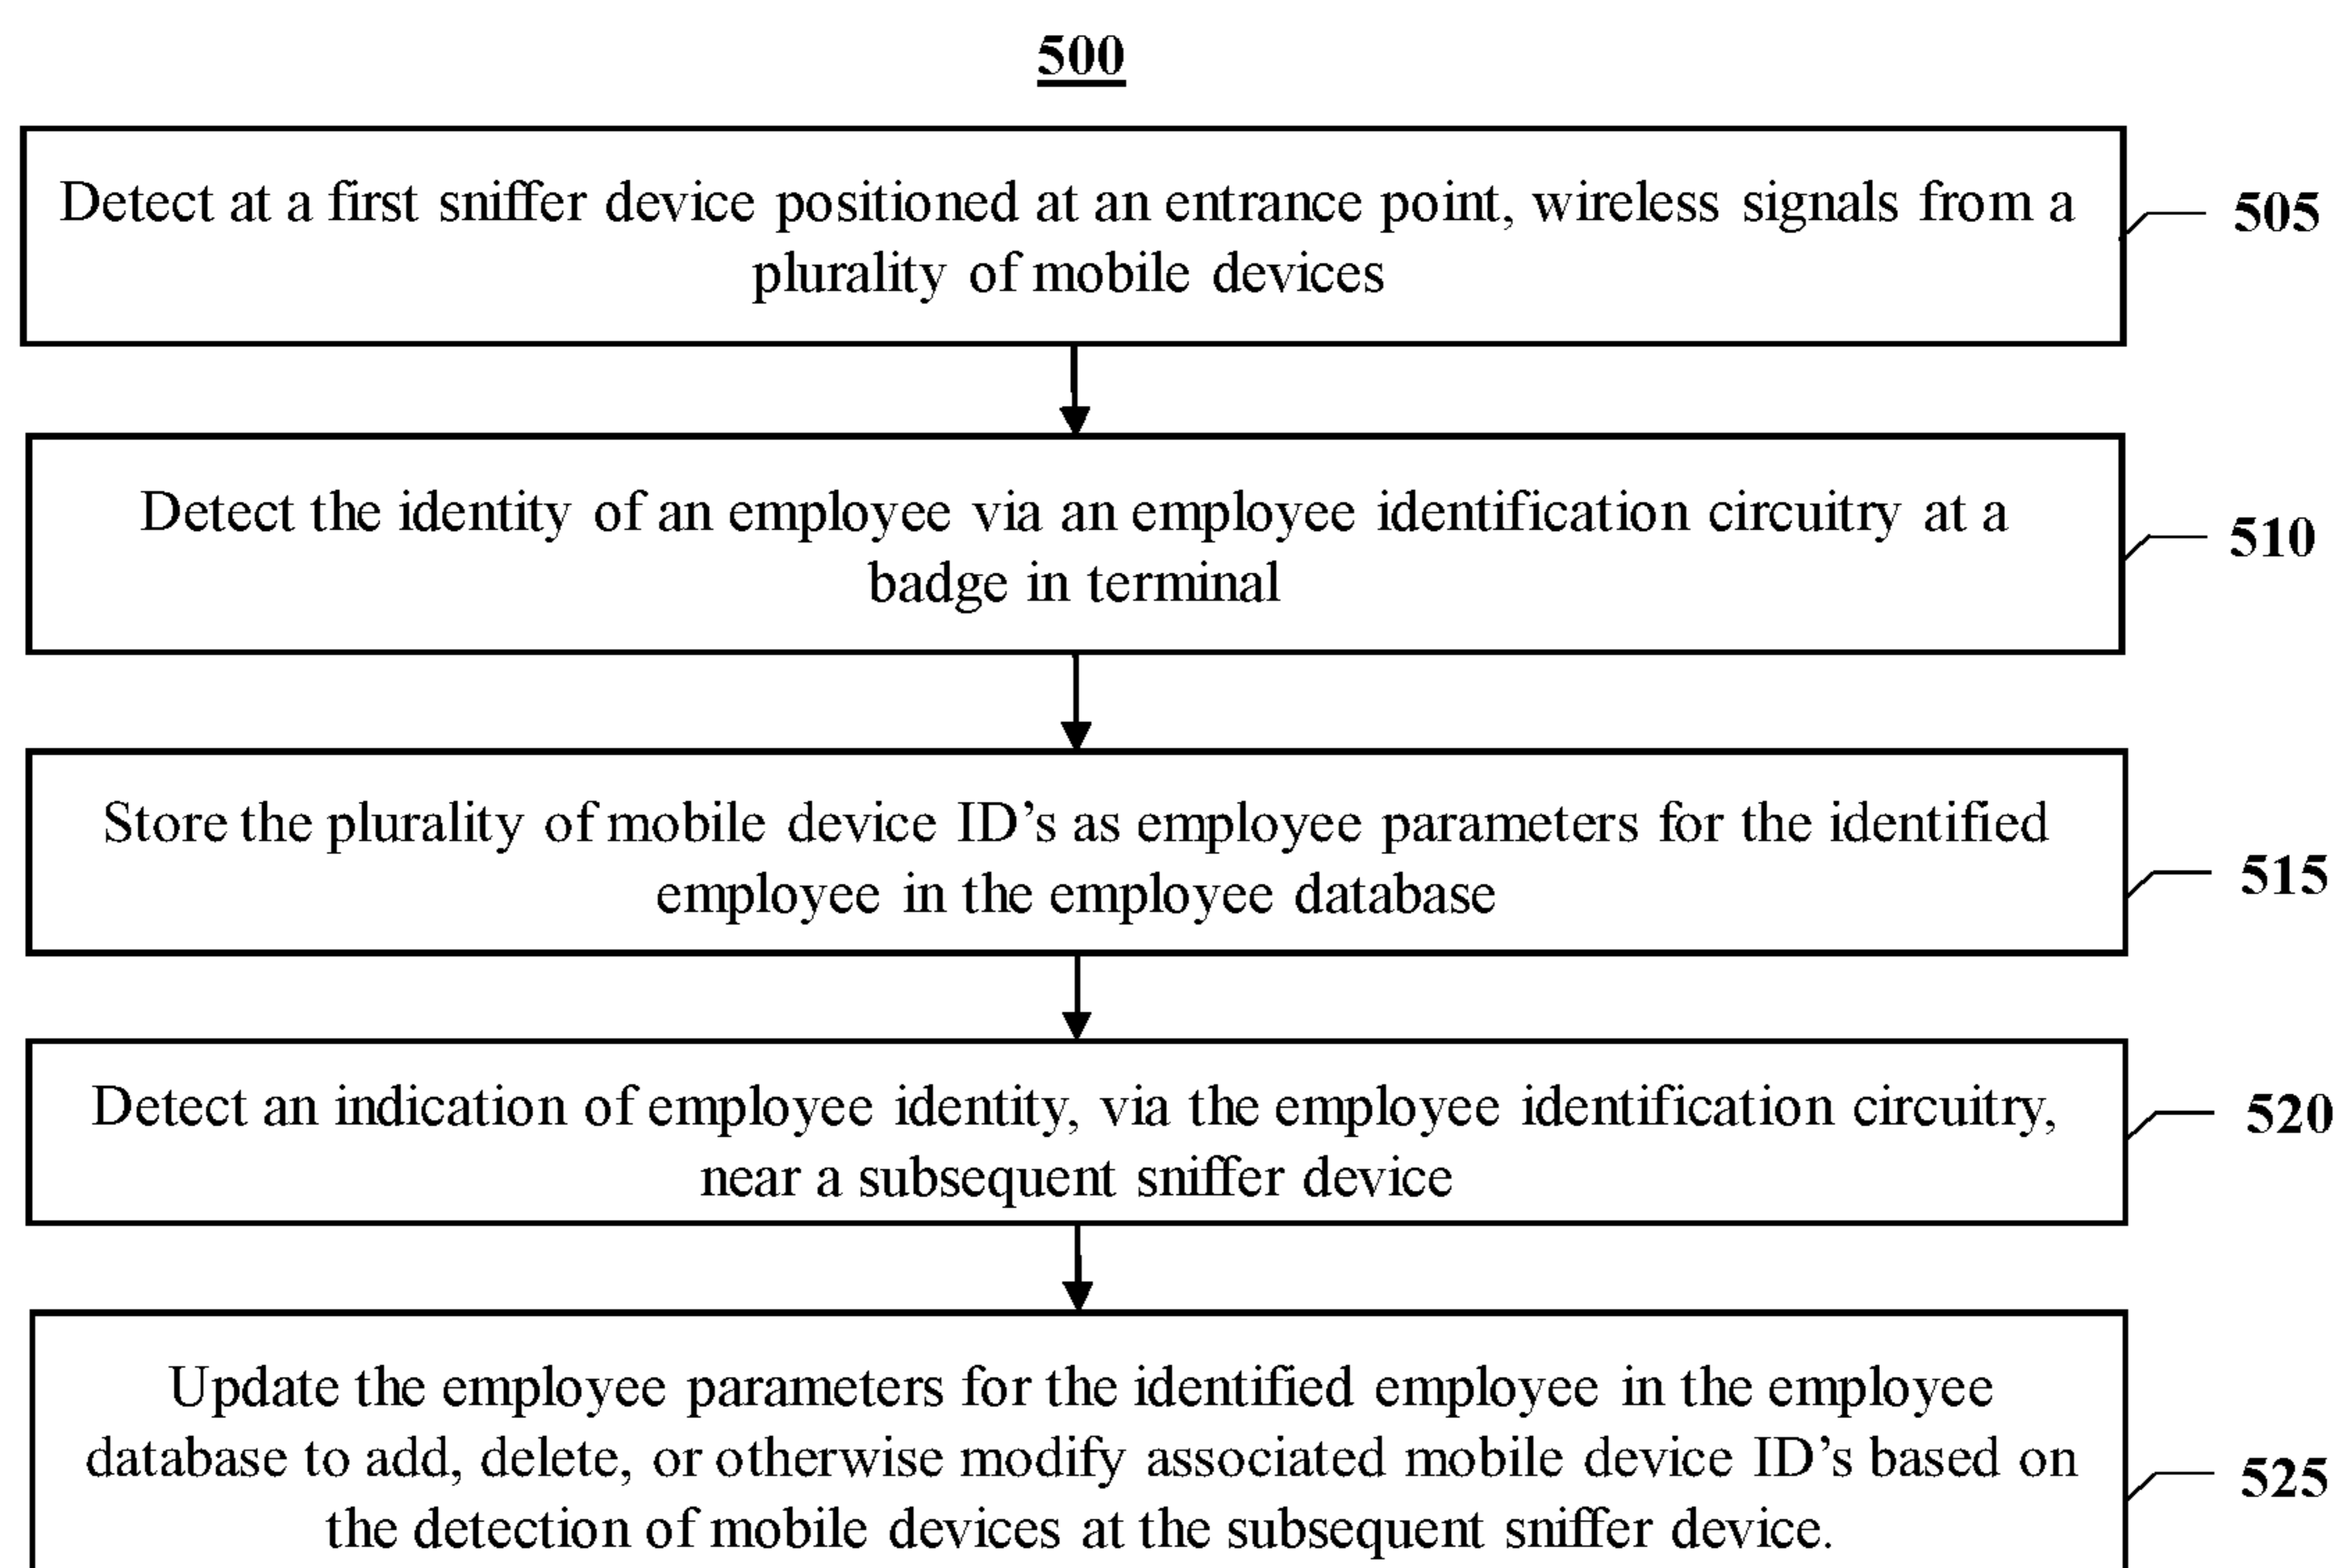 500
Detect at a first sniffer device positioned at an entrance point, wireless signals from a
plurality of mobile devices
505
Detect the identity of an employee via an employee identification circuitry at a
badge in terminal
510
Store the plurality of mobile device ID’s as employee parameters for the identified
employee in the employee database
515
Detect an indication of employee identity, via the employee identification circuitry,
near a subsequent sniffer device
520
Update the employee parameters for the identified employee in the employee
database to add, delete, or otherwise modify associated mobile device ID’s based on
the detection of mobile devices at the subsequent sniffer device.
525